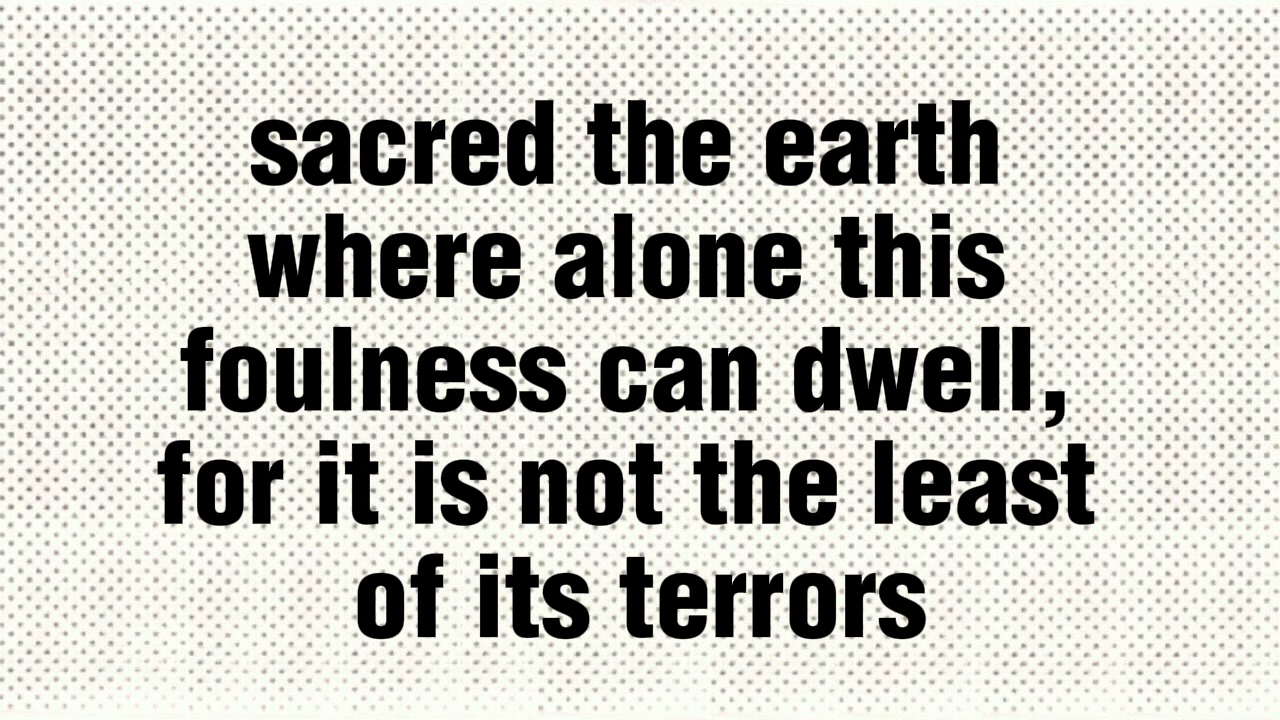 sacred the earth
where alone this
foulness can dwell,
for it is not the least
of its terrors